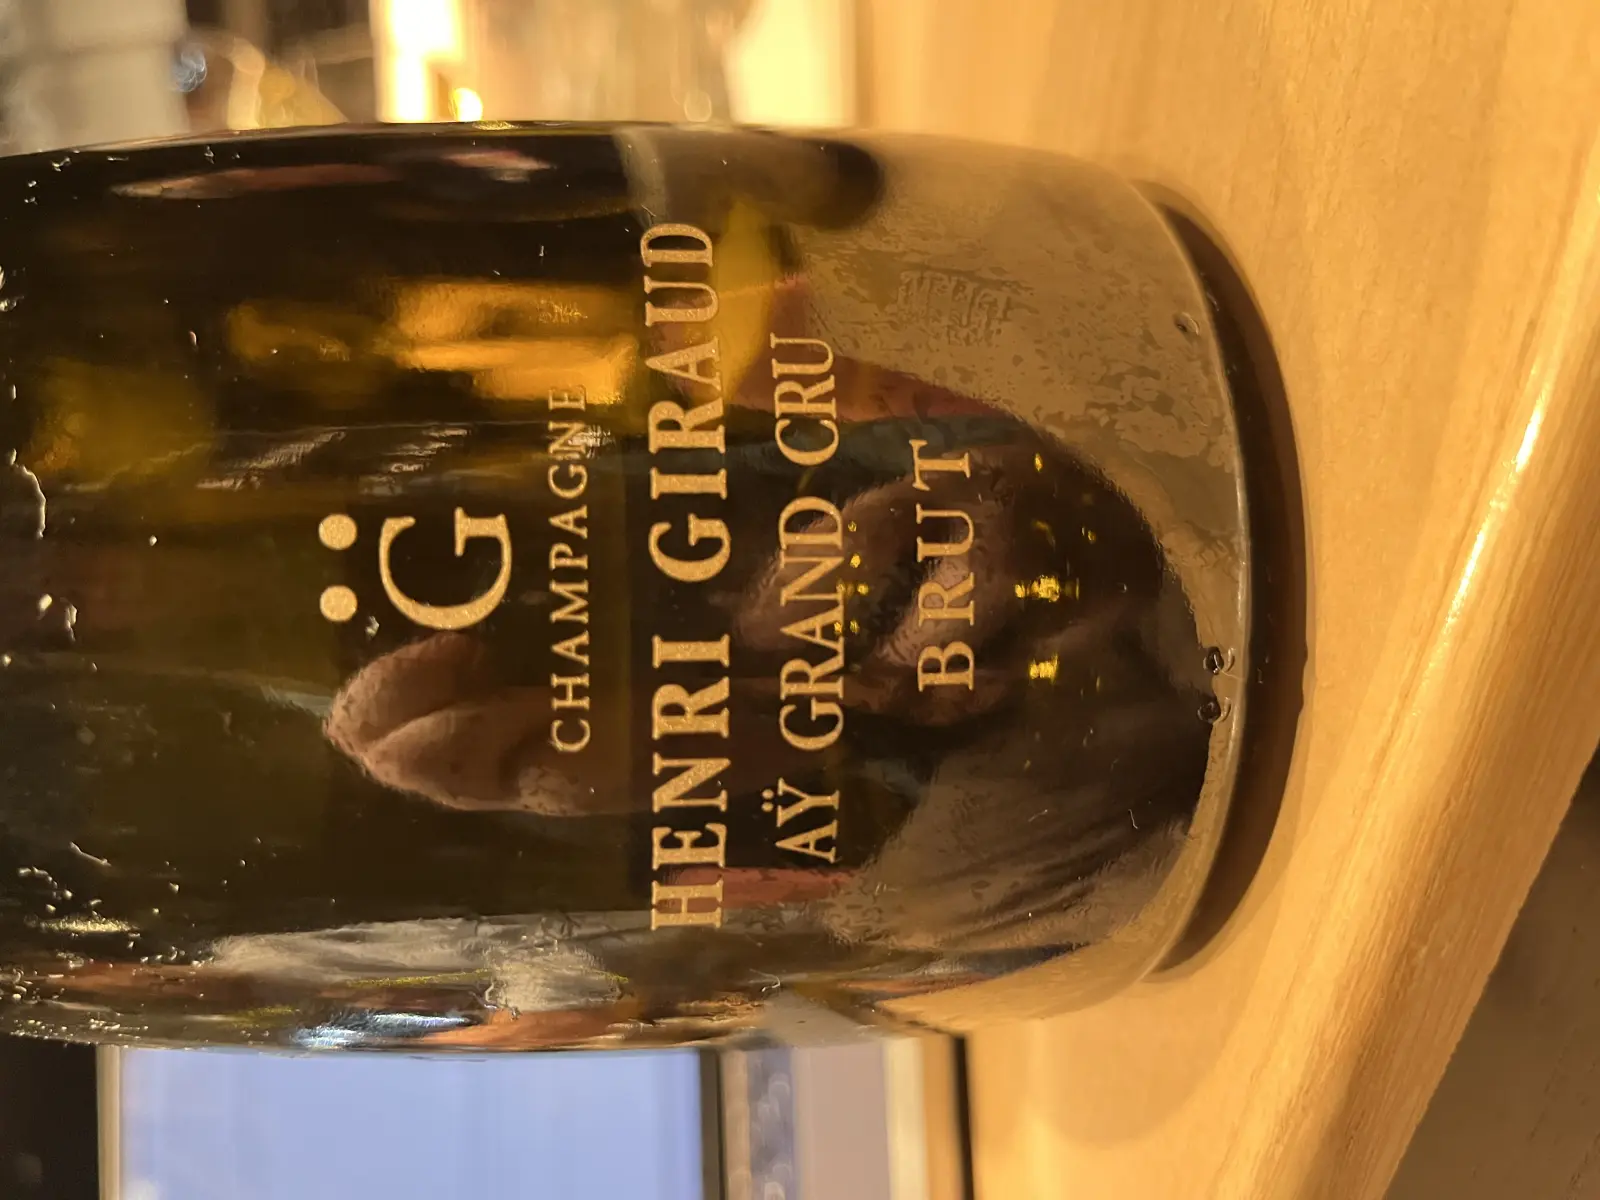 G̈
CHAMPAGNE
HENRI GIRAUD
AŸ GRAND CRU
BRUT